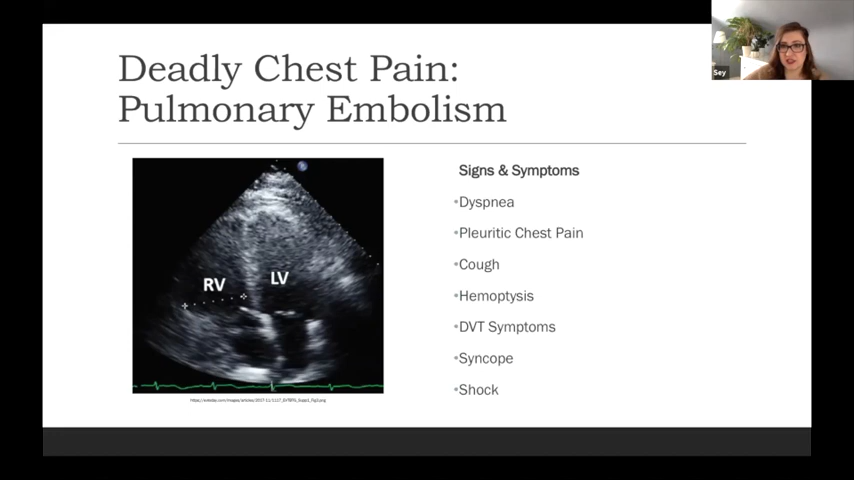 Deadly Chest Pain:
Pulmonary Embolism
Sey
RV
LV
Signs & Symptoms
•Dyspnea
•Pleuritic Chest Pain
•Cough
•Hemoptysis
•DVT Symptoms
•Syncope
•Shock